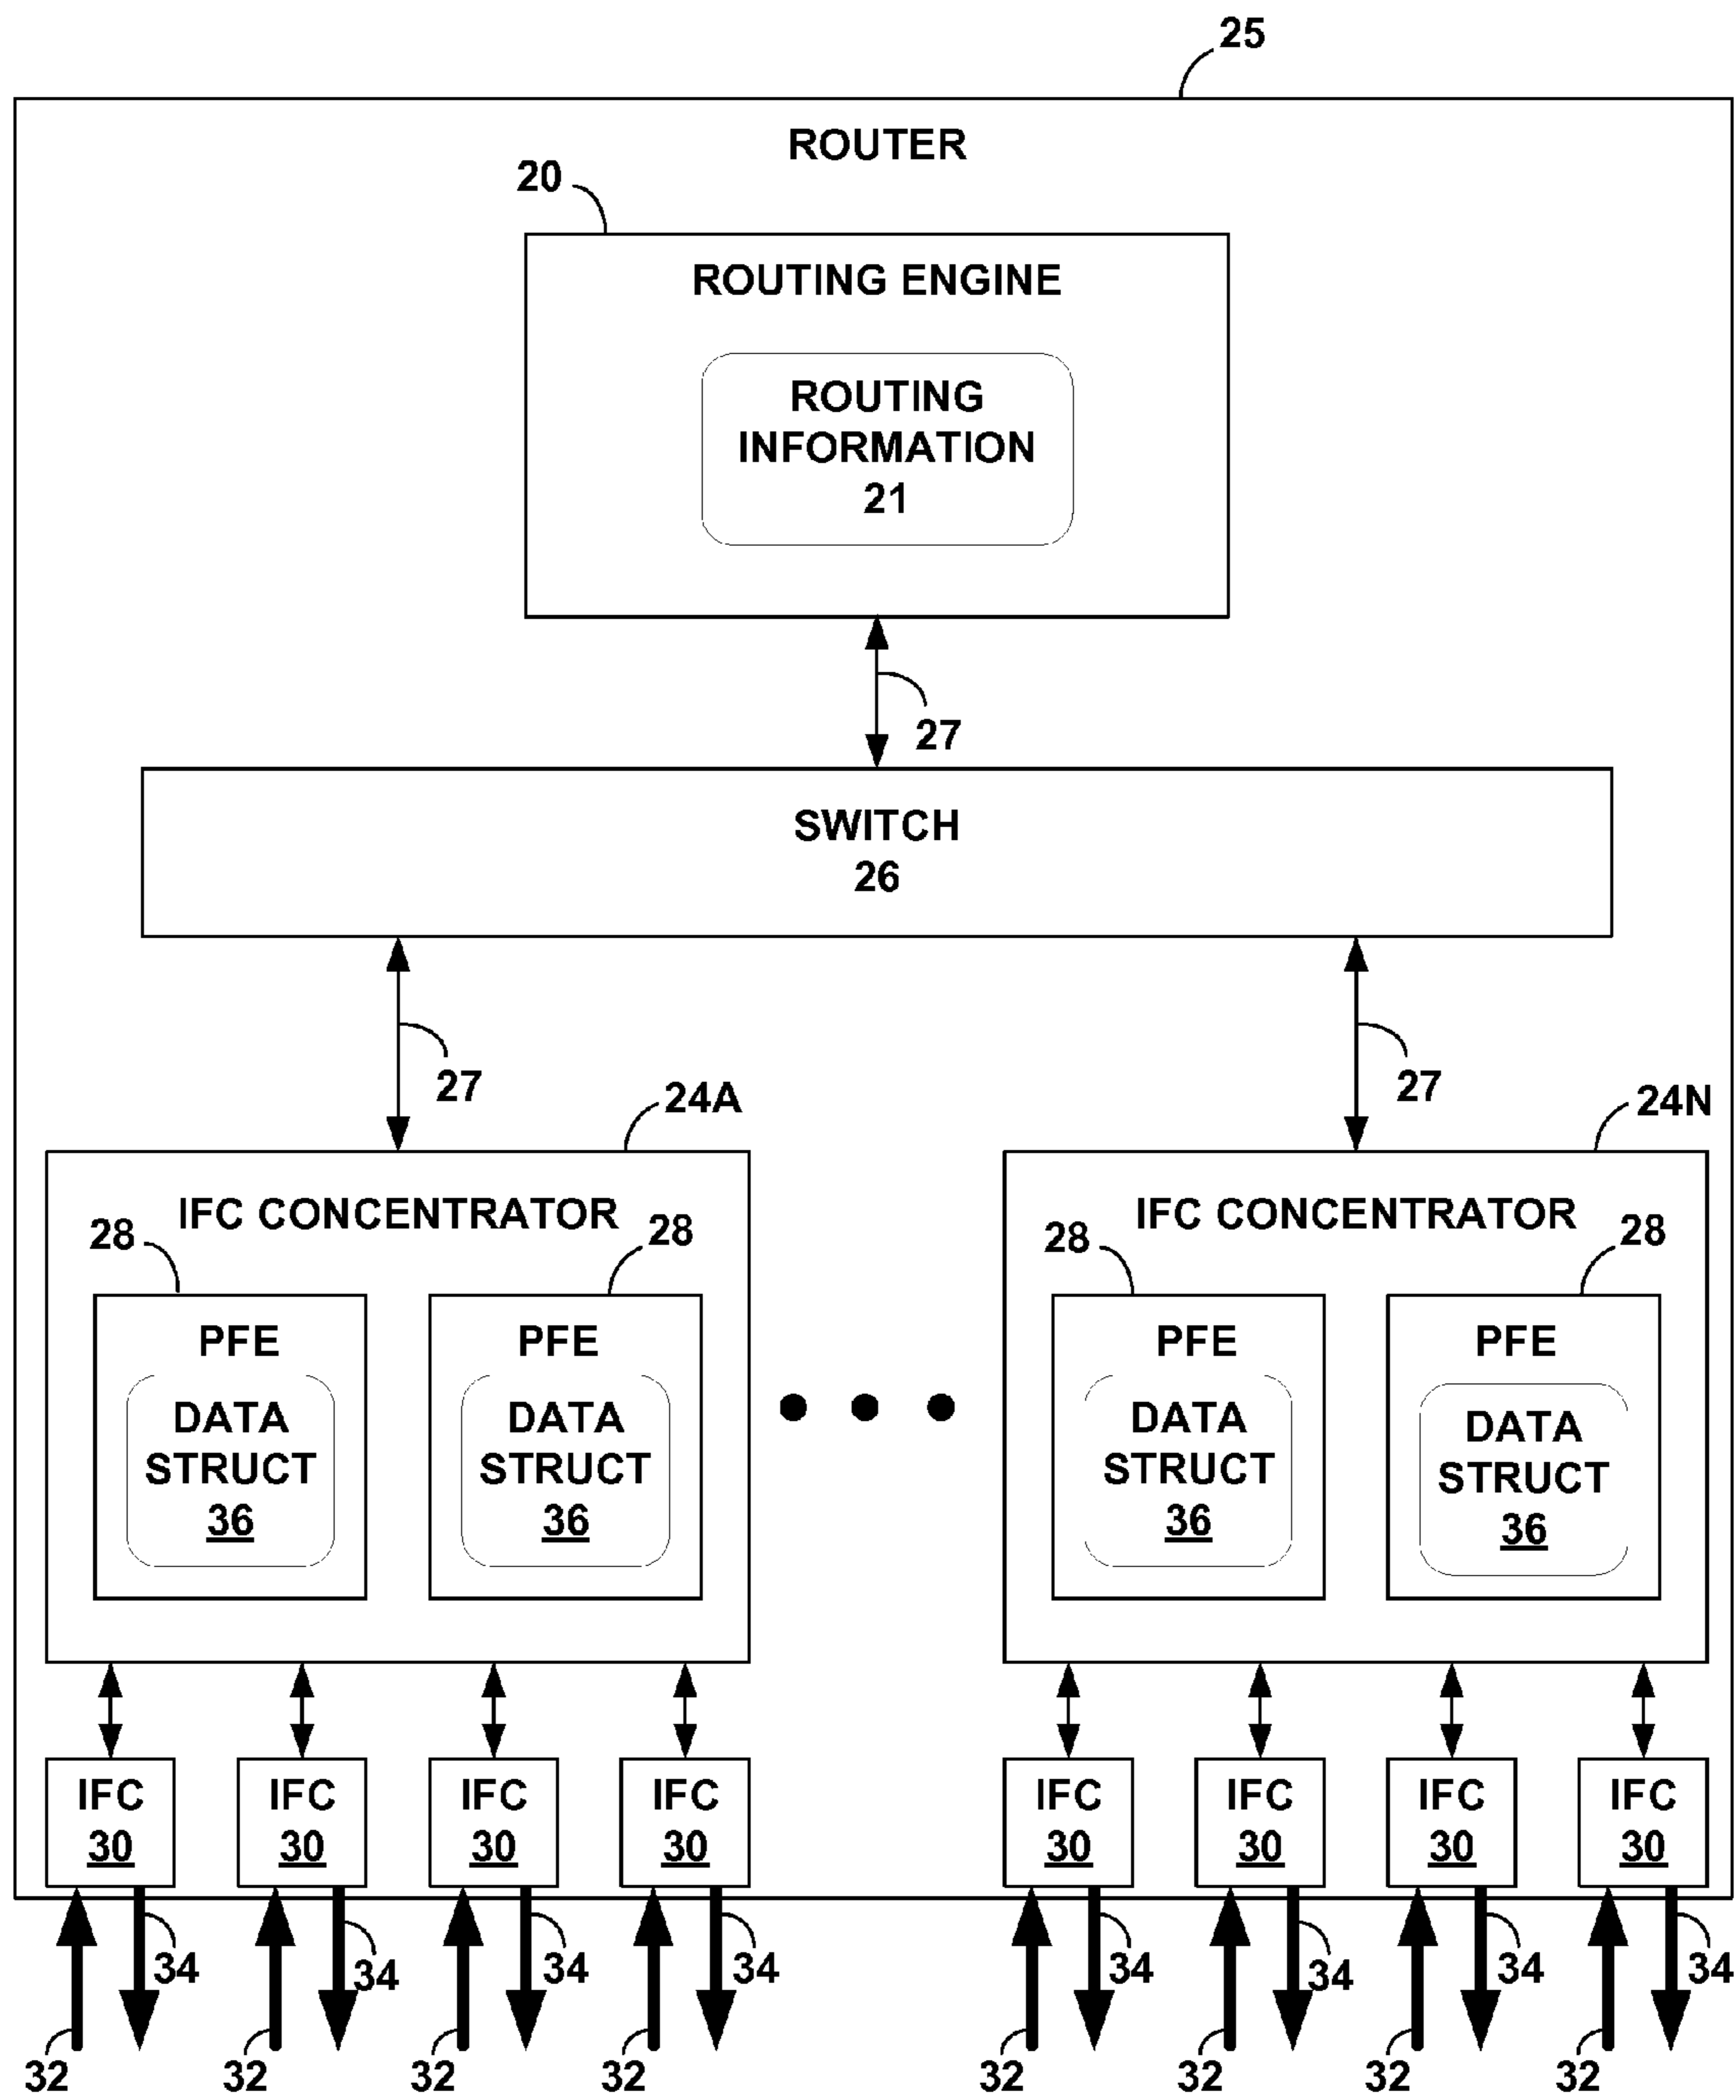 25
ROUTER
20
ROUTING ENGINE
ROUTING
INFORMATION
21
27
SWITCH
26
27
27
24A
24N
IFC CONCENTRATOR
28
28
PFE
DATA
STRUCT
36
PFE
DATA
STRUCT
36
IFC CONCENTRATOR
28
28
PFE
DATA
STRUCT
36
PFE
DATA
STRUCT
36
IFC
30
IFC
30
IFC
30
IFC
30
IFC
30
IFC
30
IFC
30
IFC
30
34
34
34
34
34
34
34
34
32
32
32
32
32
32
32
32